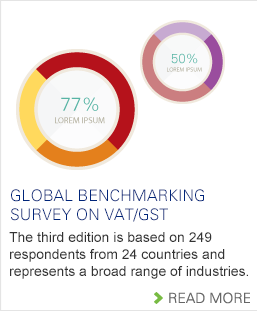 50%
LOREM IPSUM
77%
LOREM IPSUM
GLOBAL BENCHMARKING
SURVEY ON VAT/GST
The third edition is based on 249
respondents from 24 countries and
represents a broad range of industries.
READ MORE